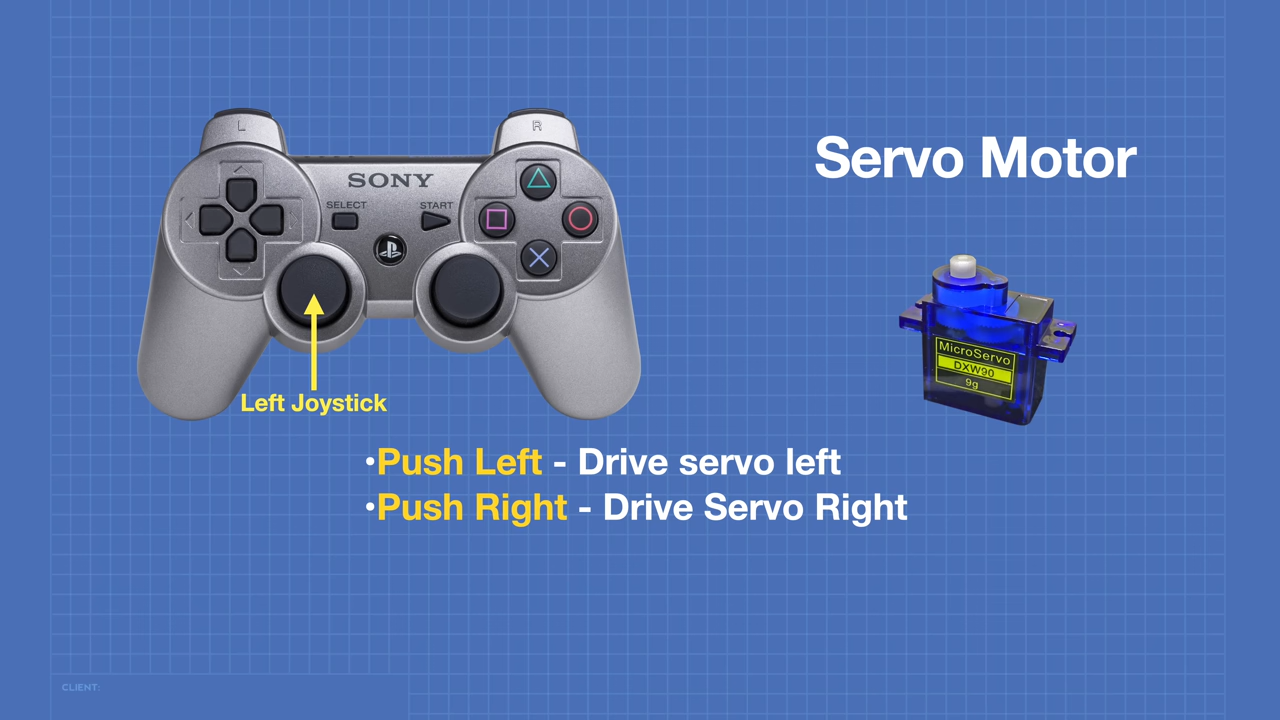 Servo Motor
L
R
SONY
SELECT
START
MicroServo
DXW90
9g
Left Joystick
•Push Left - Drive servo left
•Push Right - Drive Servo Right
CLIENT: